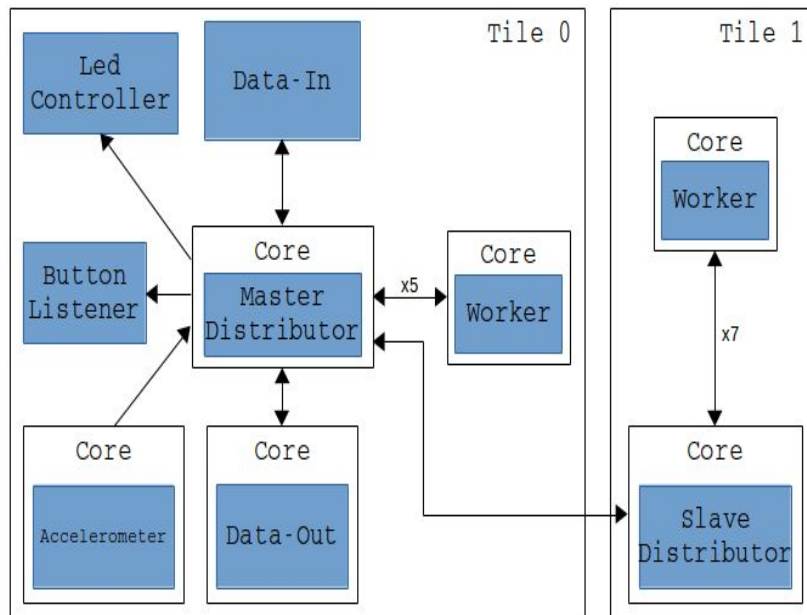 Tile 0
Tile 1
Led
Controller
Data-In
Core
Worker
Core
Master
Distributor
Button
Listener
x5
Core
Worker
x7
Core
Accelerometer
Core
Data-Out
Core
Slave
Distributor